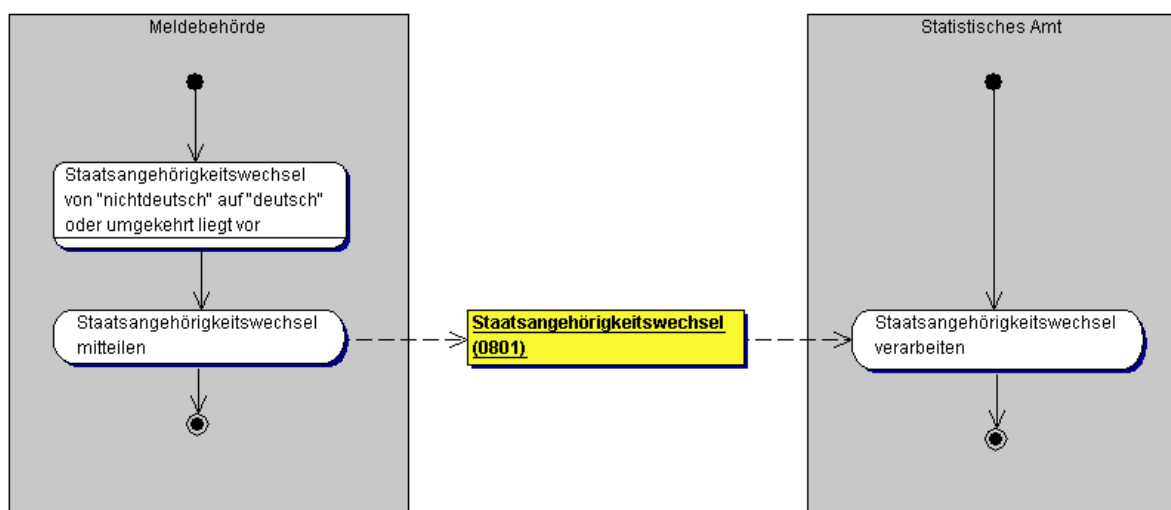 Meldebehörde
Statistisches Amt
Staatsangehörigkeitswechsel
von "nichtdeutsch" auf "deutsch"
oder umgekehrt liegt vor
Staatsangehörigkeitswechsel
mitteilen
Staatsangehörigkeitswechsel
(0801)
Staatsangehörigkeitswechsel
verarbeiten